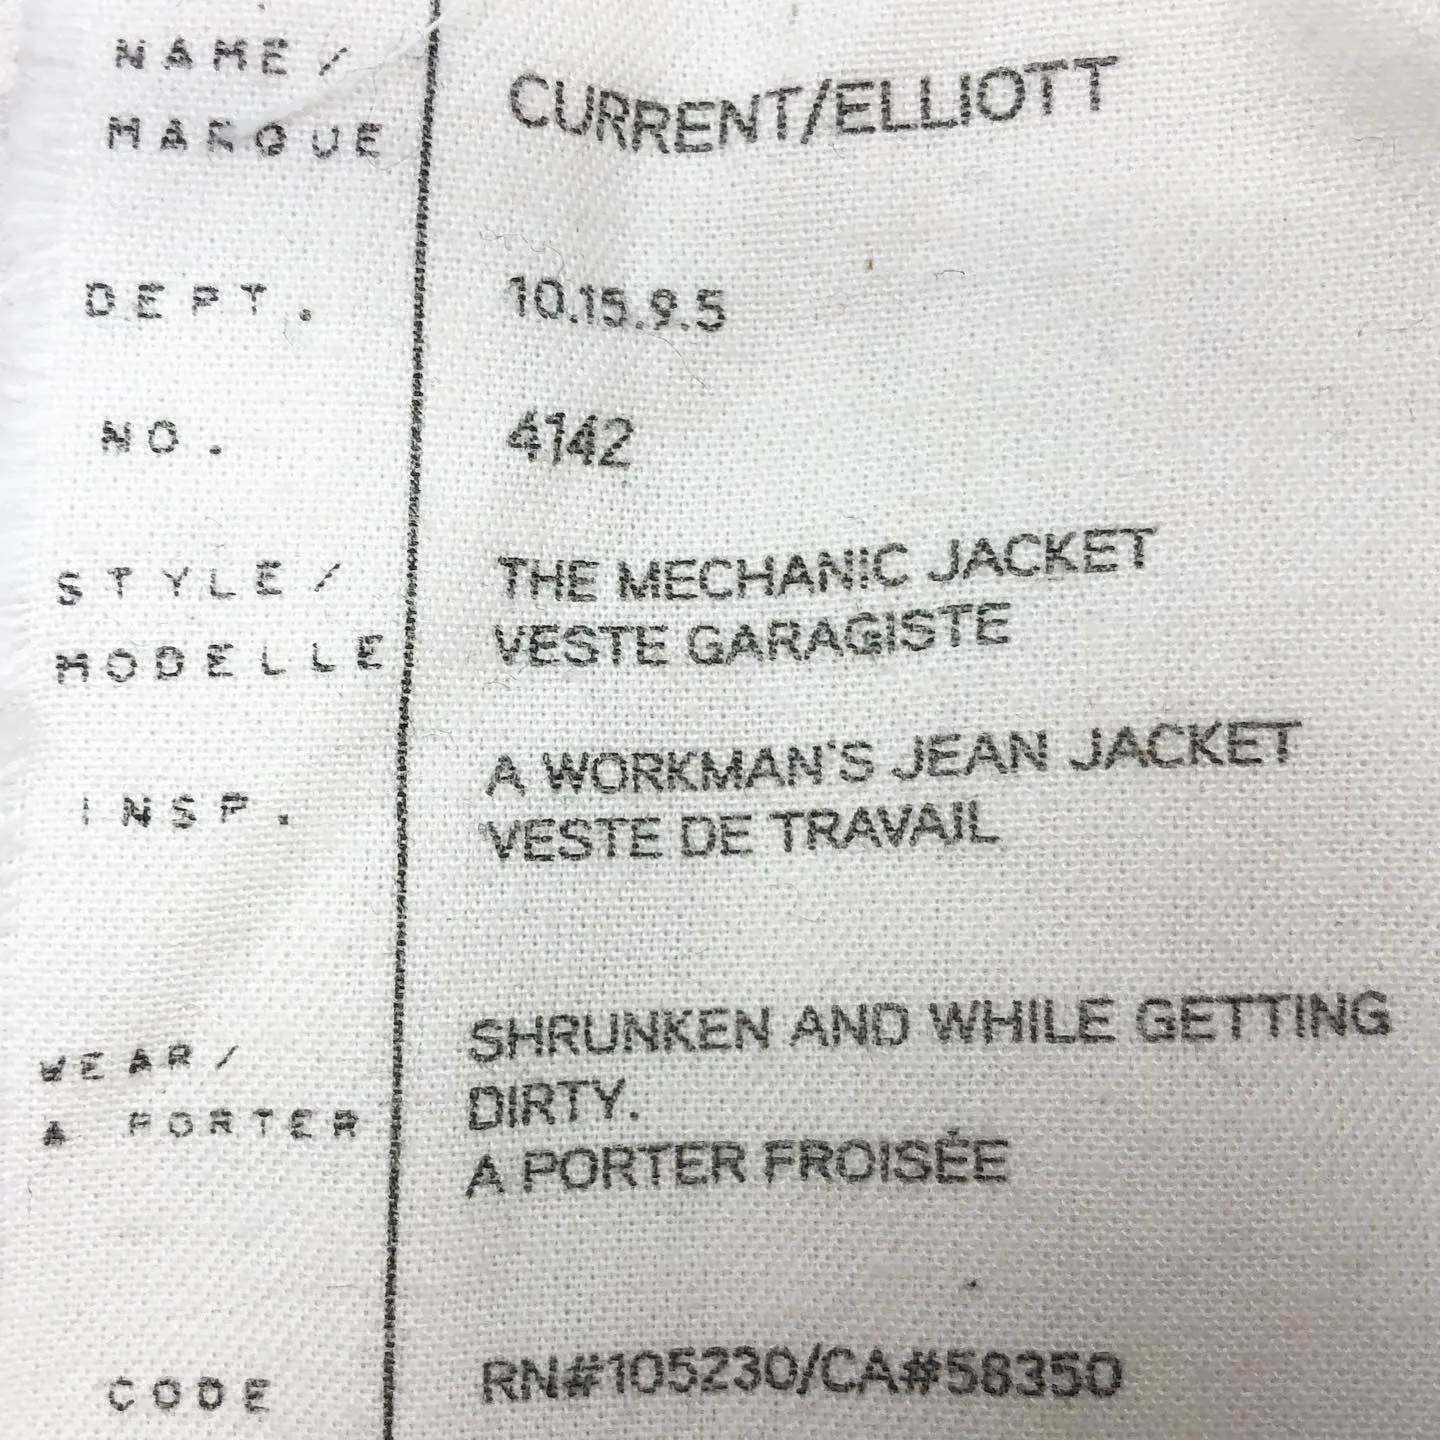 NAME/
MARQUE
CURRENT/ELLIOTT
DEPT.
10.15.9.5
NO.
4142
STYLE/
MODELLE
THE MECHANIC JACKET
VESTE GARAGISTE
INSP.
A WORKMAN'S JEAN JACKET
VESTE DE TRAVAIL
WEAR/
A PORTER
SHRUNKEN AND WHILE GETTING
DIRTY.
A PORTER FROISÉE
CODE
RN#105230/CA#58350